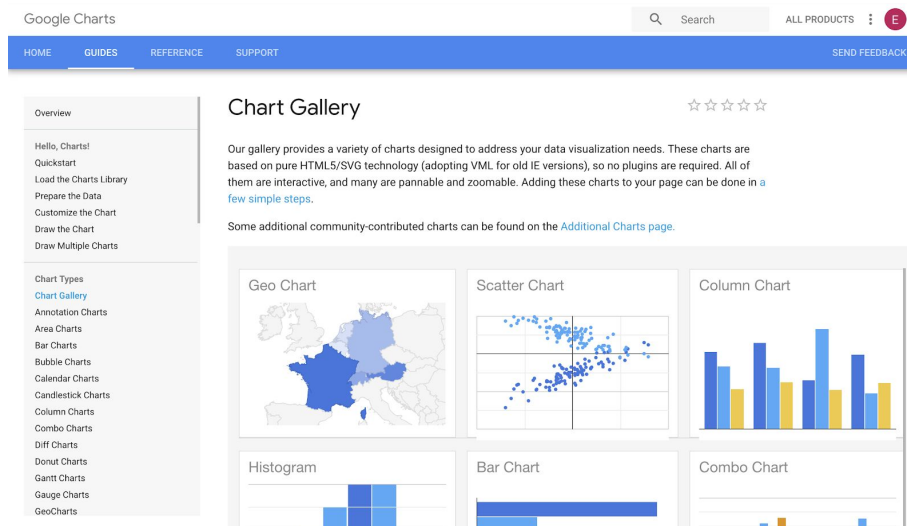 Google Charts
Search
ALL PRODUCTS
E
HOME
GUIDES
REFERENCE
SUPPORT
SEND FEEDBACK
Overview
Hello, Charts!
Quickstart
Load the Charts Library
Prepare the Data
Customize the Chart
Draw the Chart
Draw Multiple Charts
Chart Types
Chart Gallery
Annotation Charts
Area Charts
Bar Charts
Bubble Charts
Calendar Charts
Candlestick Charts
Column Charts
Combo Charts
Diff Charts
Donut Charts
Gantt Charts
Gauge Charts
GeoCharts
Chart Gallery
Our gallery provides a variety of charts designed to address your data visualization needs. These charts are
based on pure HTML5/SVG technology (adopting VML for old IE versions), so no plugins are required. All of
them are interactive, and many are pannable and zoomable. Adding these charts to your page can be done in a
few simple steps.
Some additional community-contributed charts can be found on the Additional Charts page.
Geo Chart
Scatter Chart
Column Chart
Histogram
Bar Chart
Combo Chart